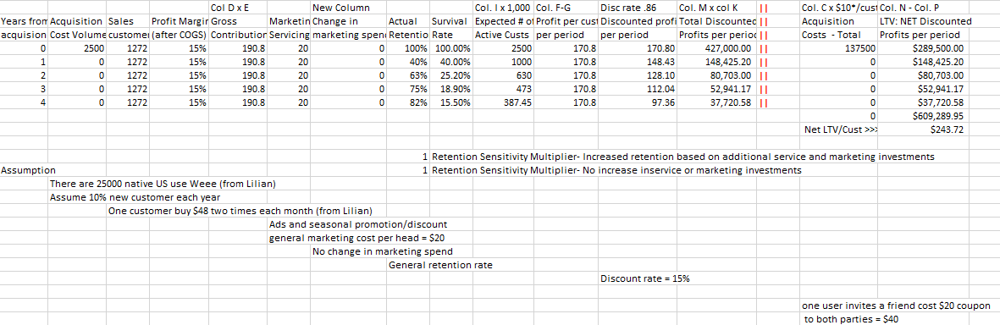 Col D x E New Column Col. I x 1,000 Col. F-G Disc rate .86 Col. M x col K || Col. C x $10*/cust Col. N - Col. P
Years from Acquisition Sales Profit Margin Gross Marketin Change in Actual Survival Expected # of Profit per cust Discounted profi Total Discounted || Acquisition LTV: NET Discounted
acquision Cost Volume customer (after COGS) Contribution Servicing marketing spen Retentio Rate Active Custs per period per period Profits per period || Costs - Total Profits per period
0 2500 1272 15% 190.8 20 0 100% 100.00% 2500 170.8 170.80 427,000.00 || 137500 $289,500.00
1 0 1272 15% 190.8 20 0 40% 40.00% 1000 170.8 148.43 148,425.20 || 0 $148,425.20
2 0 1272 15% 190.8 20 0 63% 25.20% 630 170.8 128.10 80,703.00 || 0 $80,703.00
3 0 1272 15% 190.8 20 0 75% 18.90% 473 170.8 112.04 52,941.17 || 0 $52,941.17
4 0 1272 15% 190.8 20 0 82% 15.50% 387.45 170.8 97.36 37,720.58 || 0 $37,720.58
0 $609,289.95
Net LTV/Cust >>> $243.72
1 Retention Sensitivity Multiplier- Increased retention based on additional service and marketing investments
Assumption 1 Retention Sensitivity Multiplier- No increase inservice or marketing investments
There are 25000 native US use Weee (from Lilian)
Assume 10% new customer each year
One customer buy $48 two times each month (from Lilian)
Ads and seasonal promotion/discount
general marketing cost per head = $20
No change in marketing spend
General retention rate
Discount rate = 15%
one user invites a friend cost $20 coupon
to both parties = $40